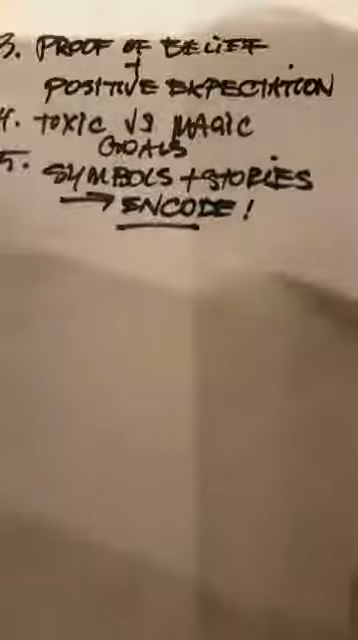 3. PROOF OF BELIEF
+
POSITIVE EXPECTATION
4. TOXIC VS MAGIC
GOALS
5. SYMBOLS + STORIES
→ ENCODE!